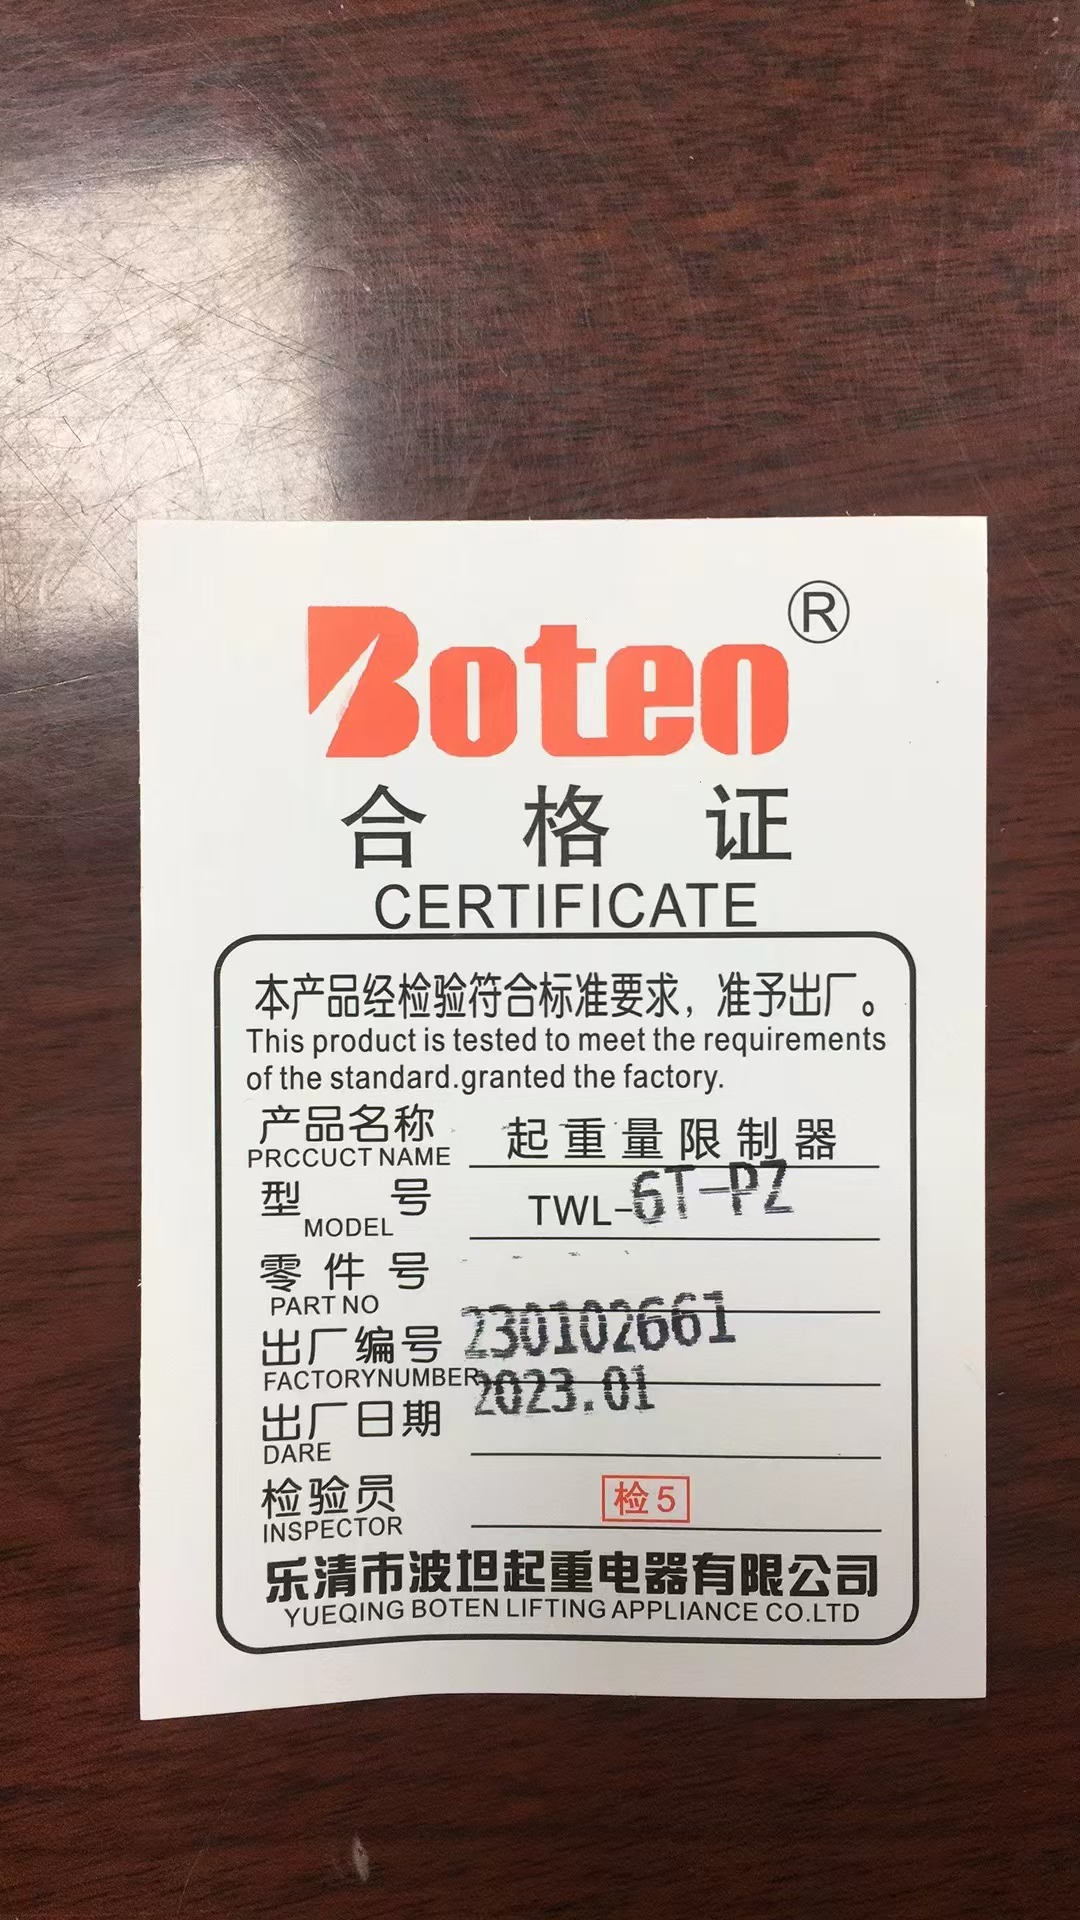 Boten®
合格证
CERTIFICATE
本产品经检验符合标准要求，准予出厂。
This product is tested to meet the requirements
of the standard.granted the factory.
产品名称 起重量限制器
PRCCUCT NAME
型号 TWL-6T-PZ
MODEL
零件号
PART NO
出厂编号 230102661
FACTORYNUMBER
出厂日期 2023.01
DARE
检验员 检5
INSPECTOR
乐清市波坦起重电器有限公司
YUEQING BOTEN LIFTING APPLIANCE CO.LTD